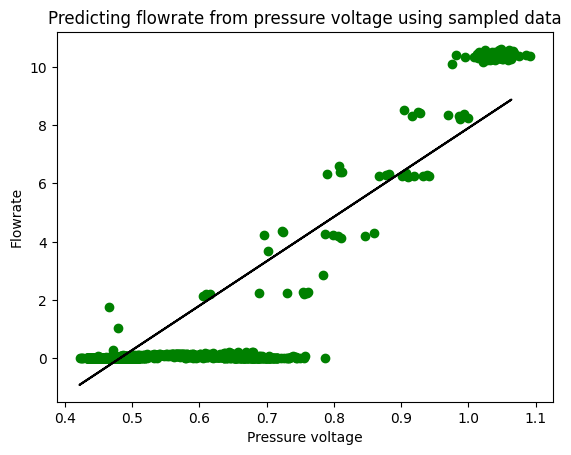 Predicting flowrate from pressure voltage using sampled data
10
8
6
4
2
0
Flowrate
0.4 0.5 0.6 0.7 0.8 0.9 1.0 1.1
Pressure voltage